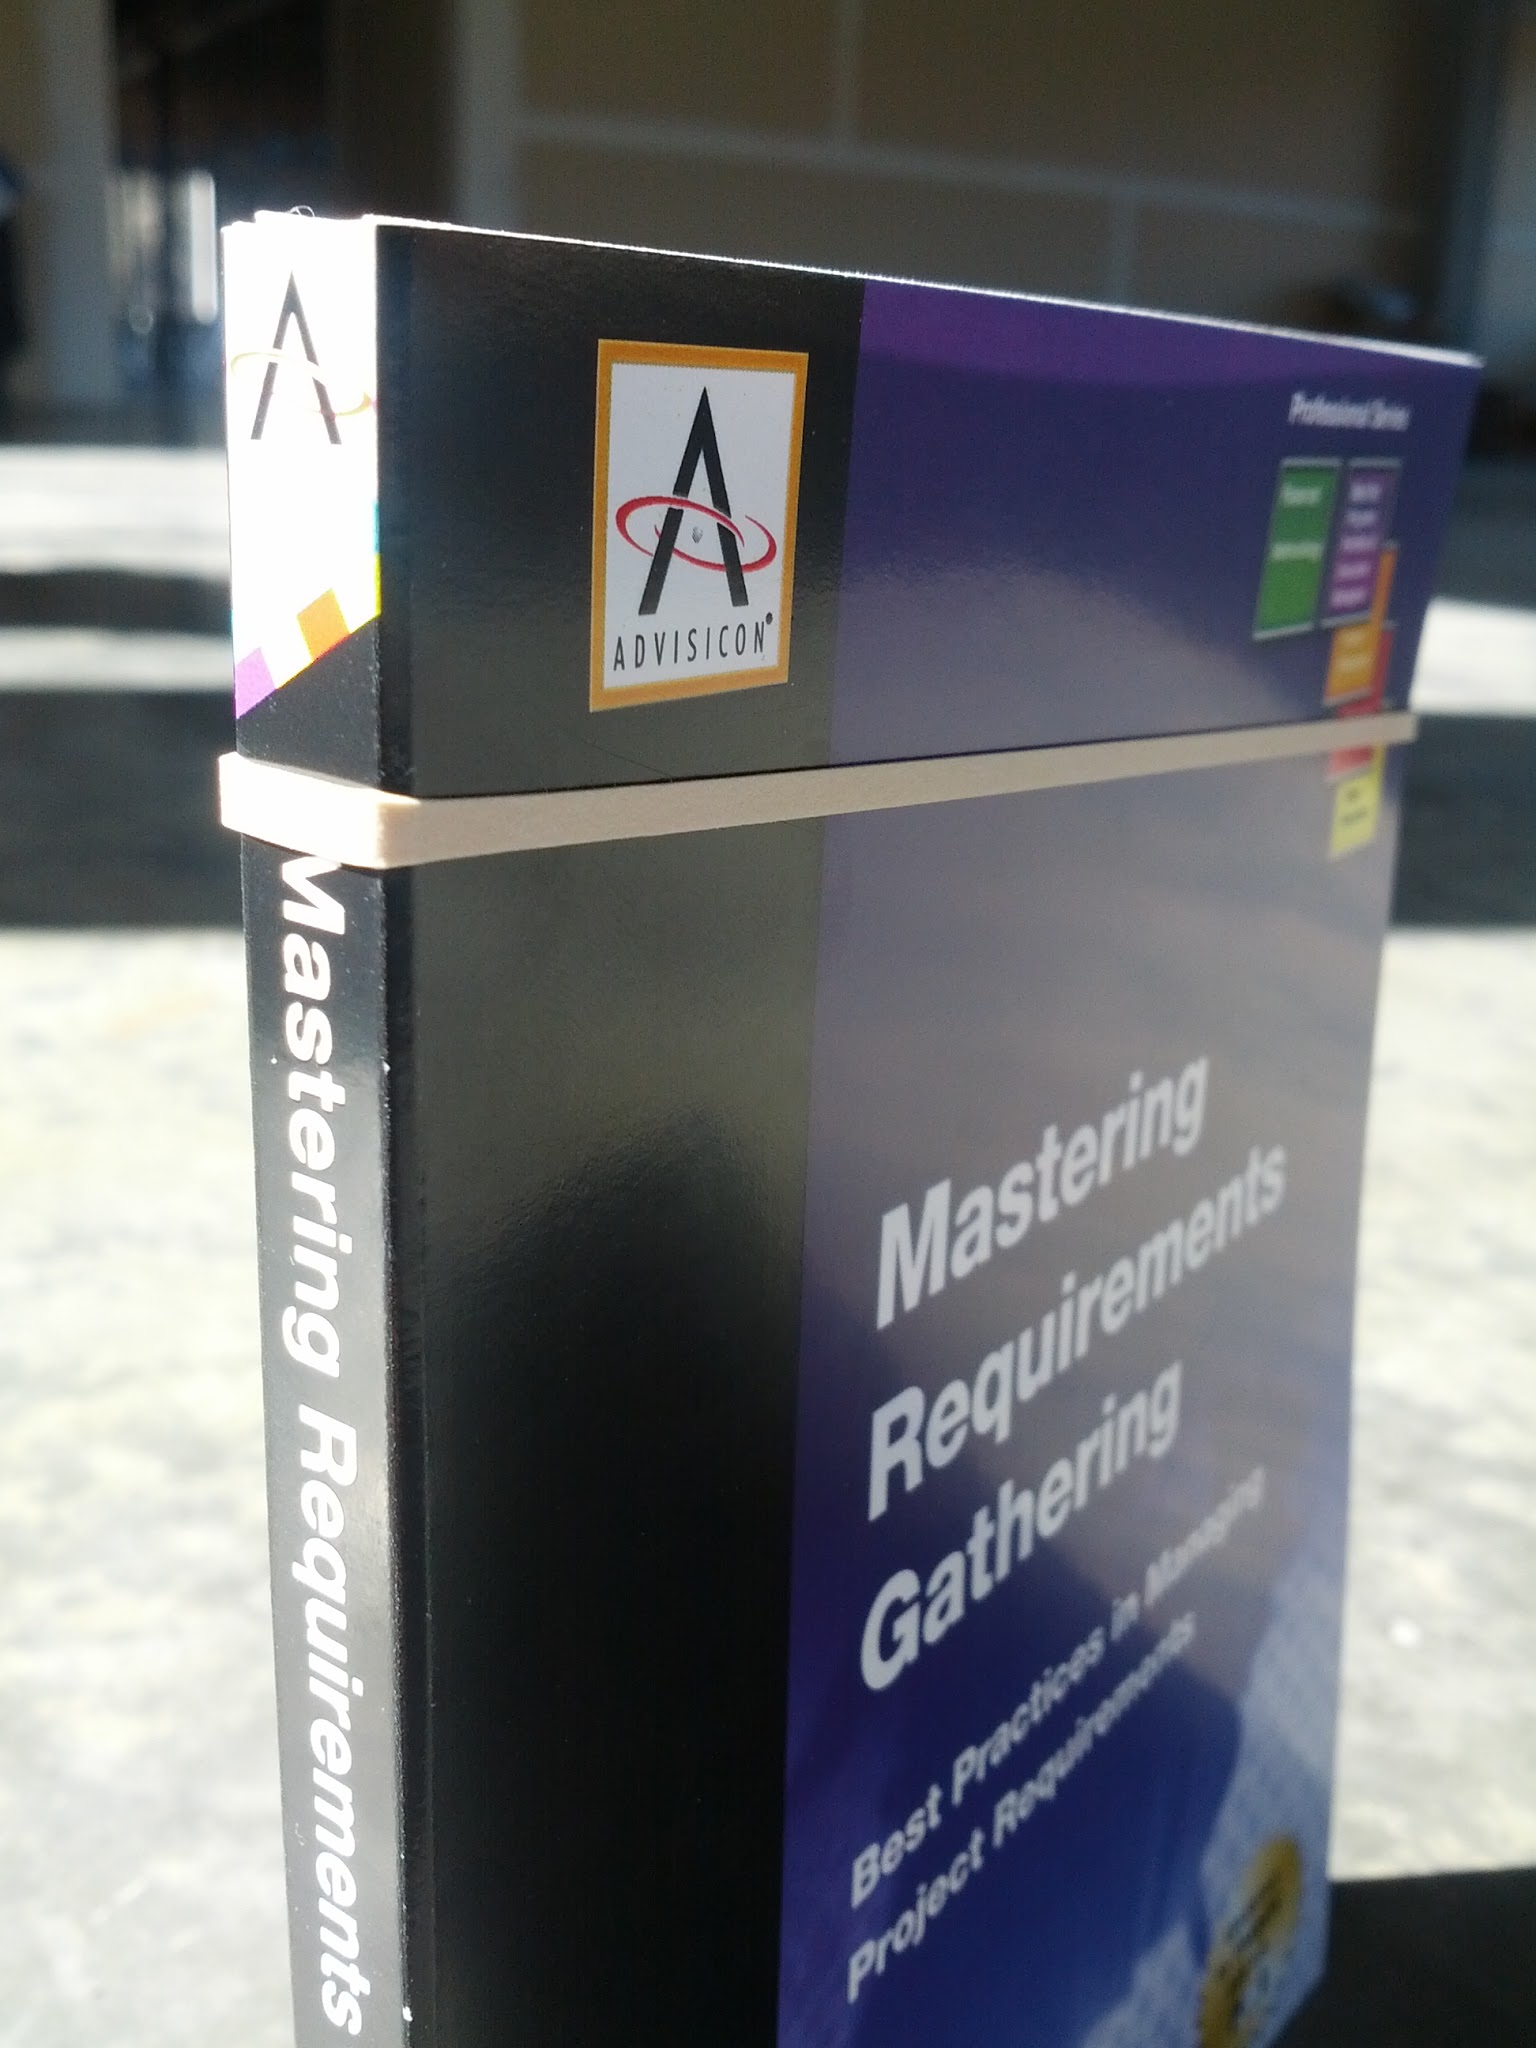 ADVISICON
Professional Series
Mastering Requirements
Mastering
Requirements
Gathering
Best Practices in Managing
Project Requirements